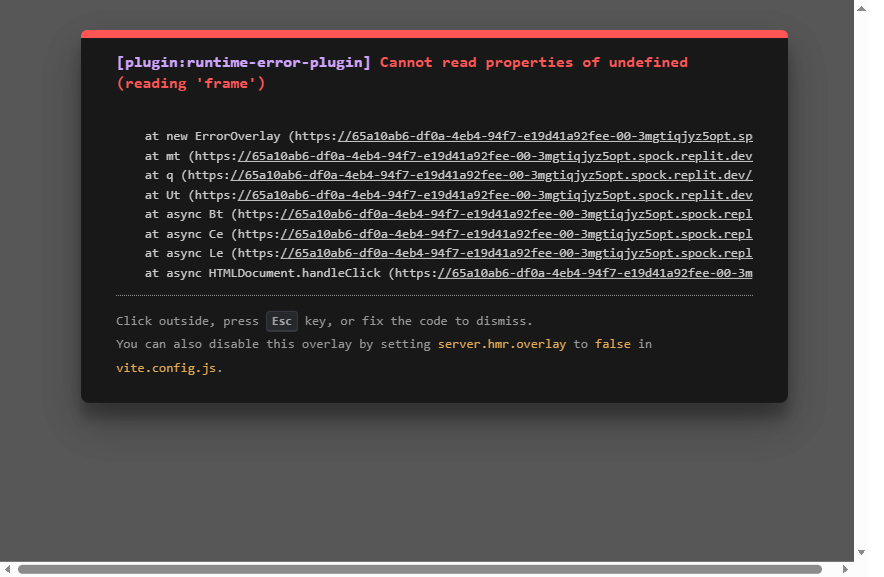 [plugin:runtime-error-plugin] Cannot read properties of undefined
(reading 'frame')
at new ErrorOverlay (https://65a10ab6-df0a-4eb4-94f7-e19d41a92fee-00-3mgtiqjyz5opt.sp
at mt (https://65a10ab6-df0a-4eb4-94f7-e19d41a92fee-00-3mgtiqjyz5opt.spock.replit.dev
at q (https://65a10ab6-df0a-4eb4-94f7-e19d41a92fee-00-3mgtiqjyz5opt.spock.replit.dev/
at Ut (https://65a10ab6-df0a-4eb4-94f7-e19d41a92fee-00-3mgtiqjyz5opt.spock.replit.dev
at async Bt (https://65a10ab6-df0a-4eb4-94f7-e19d41a92fee-00-3mgtiqjyz5opt.spock.repl
at async Ce (https://65a10ab6-df0a-4eb4-94f7-e19d41a92fee-00-3mgtiqjyz5opt.spock.repl
at async Le (https://65a10ab6-df0a-4eb4-94f7-e19d41a92fee-00-3mgtiqjyz5opt.spock.repl
at async HTMLDocument.handleClick (https://65a10ab6-df0a-4eb4-94f7-e19d41a92fee-00-3m
Click outside, press Esc key, or fix the code to dismiss.
You can also disable this overlay by setting server.hmr.overlay to false in
vite.config.js.